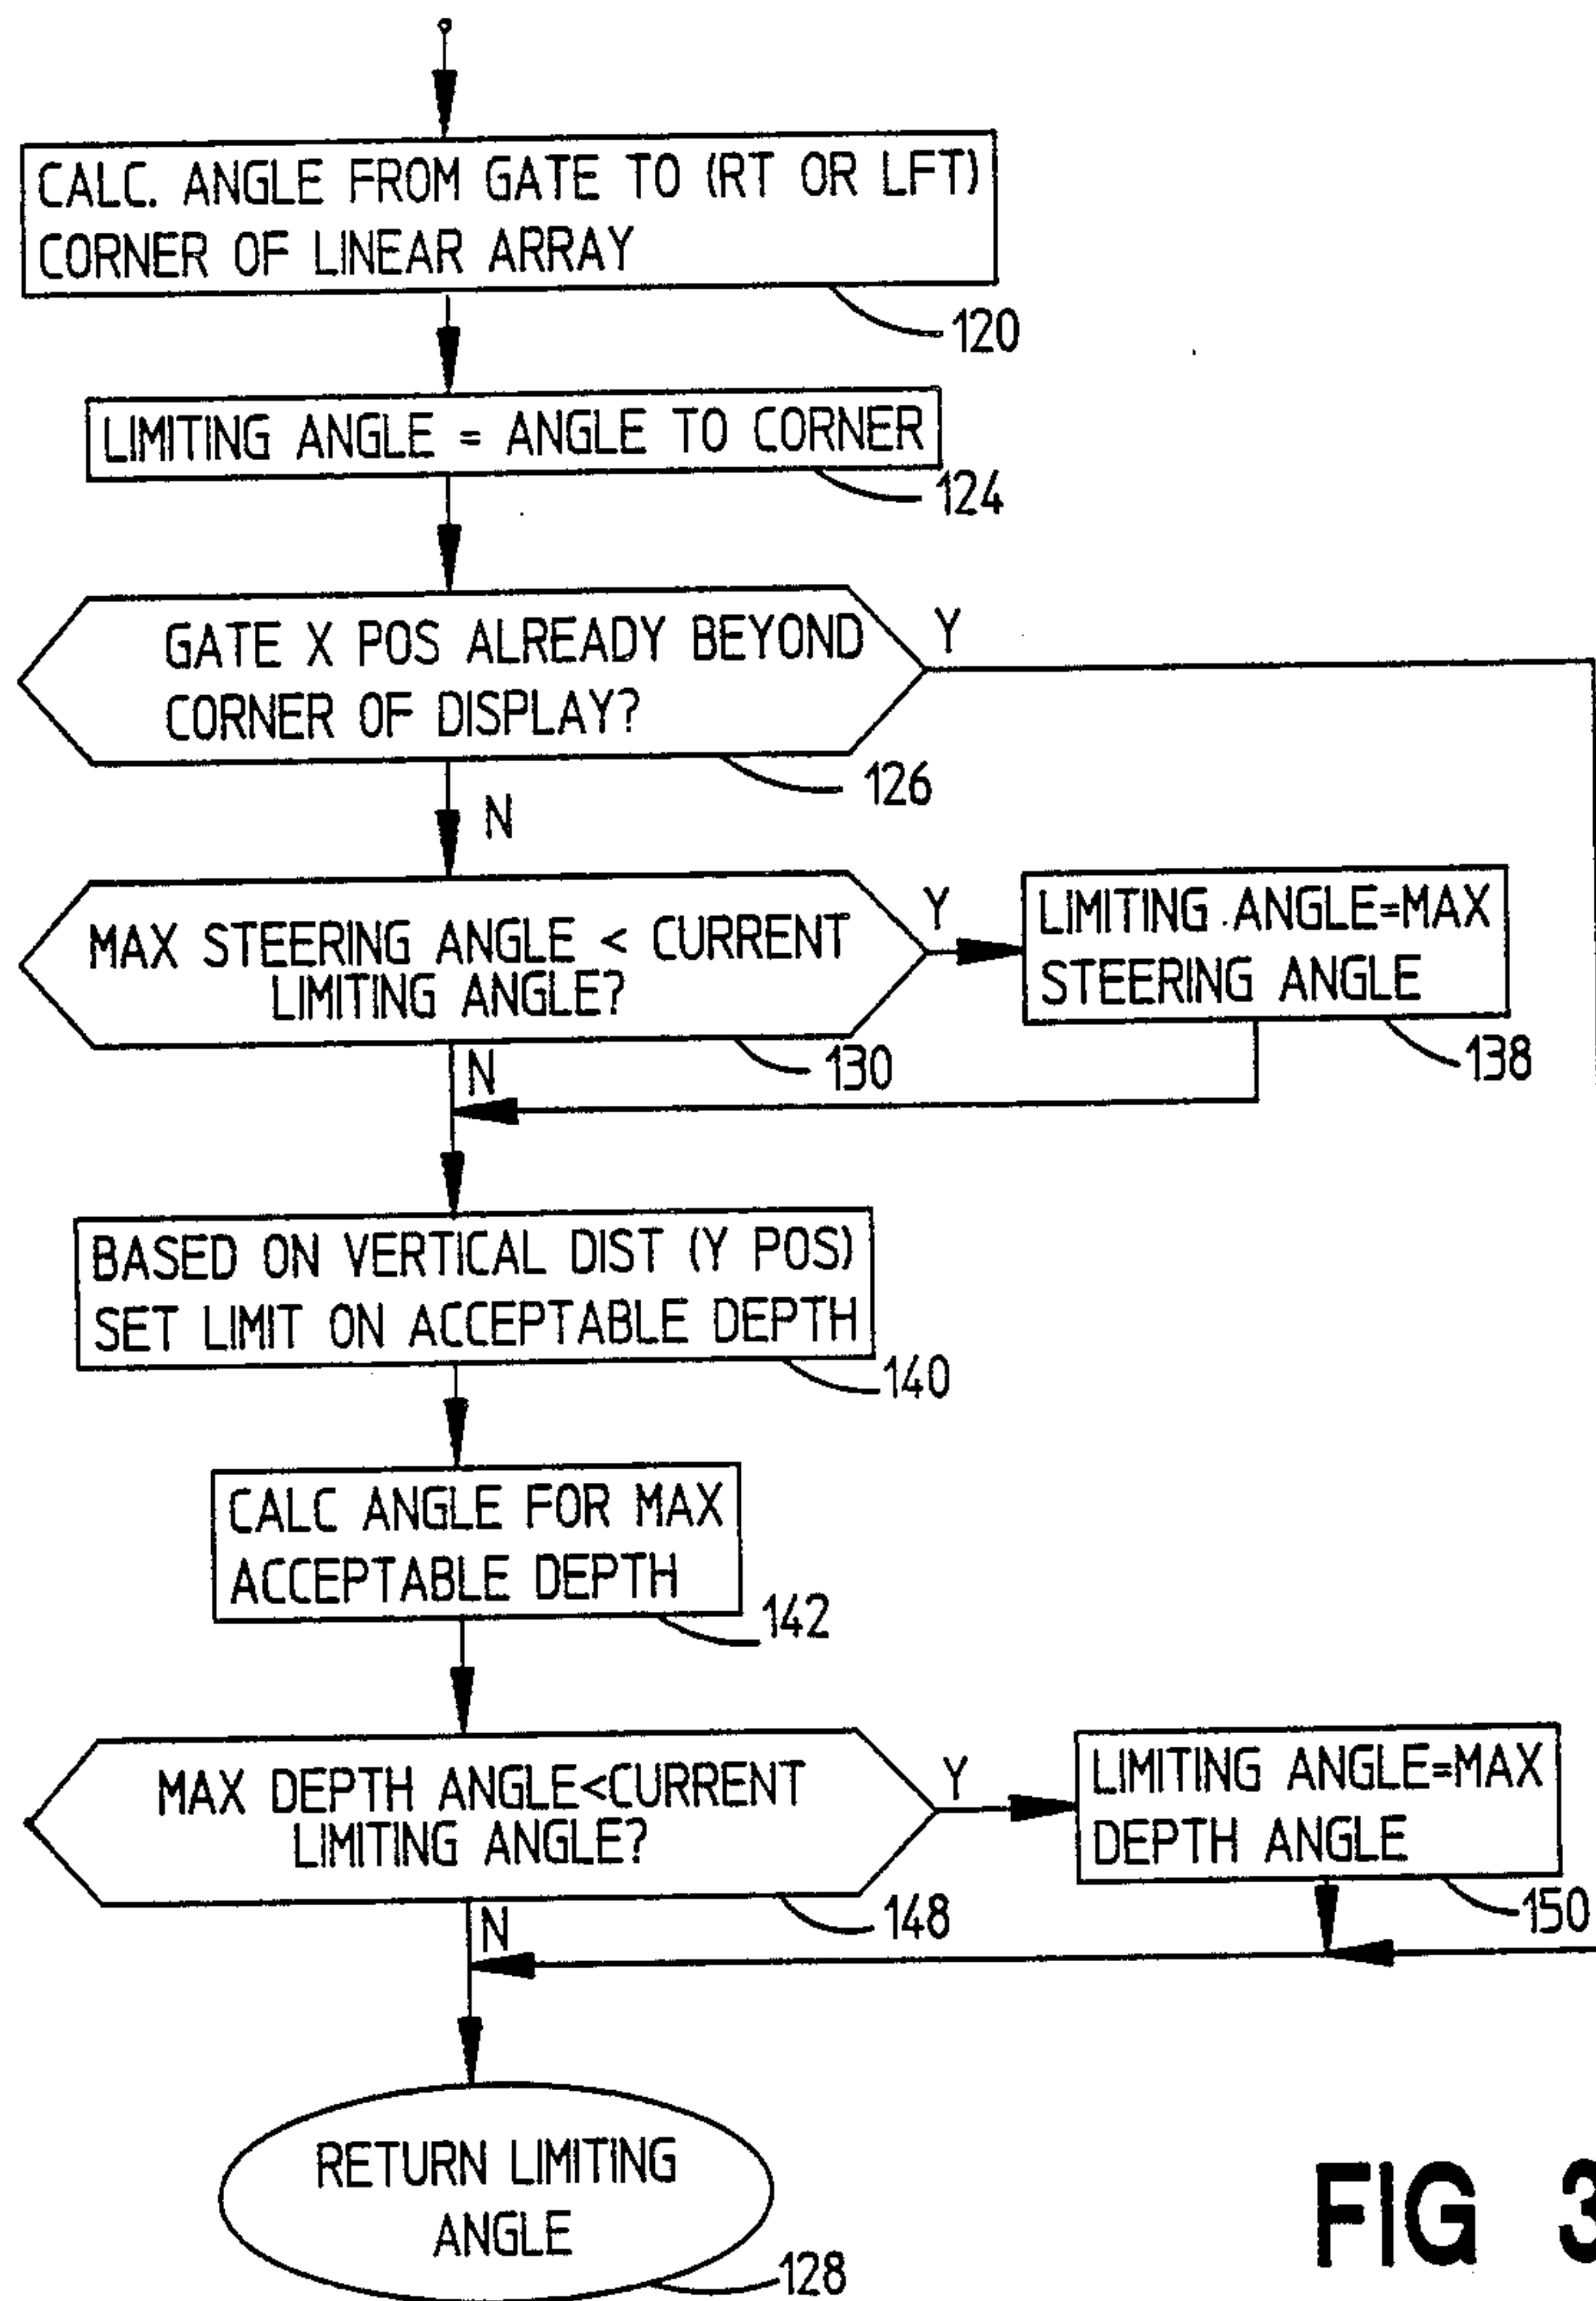 CALC. ANGLE FROM GATE TO (RT OR LFT)
CORNER OF LINEAR ARRAY
120
LIMITING ANGLE = ANGLE TO CORNER
124
GATE X POS ALREADY BEYOND
CORNER OF DISPLAY?
Y
126
N
MAX STEERING ANGLE < CURRENT
LIMITING ANGLE?
Y
LIMITING ANGLE=MAX
STEERING ANGLE
130
138
N
BASED ON VERTICAL DIST (Y POS)
SET LIMIT ON ACCEPTABLE DEPTH
140
CALC ANGLE FOR MAX
ACCEPTABLE DEPTH
142
MAX DEPTH ANGLE<CURRENT
LIMITING ANGLE?
Y
LIMITING ANGLE=MAX
DEPTH ANGLE
148
150
N
RETURN LIMITING
ANGLE
128
FIG 3